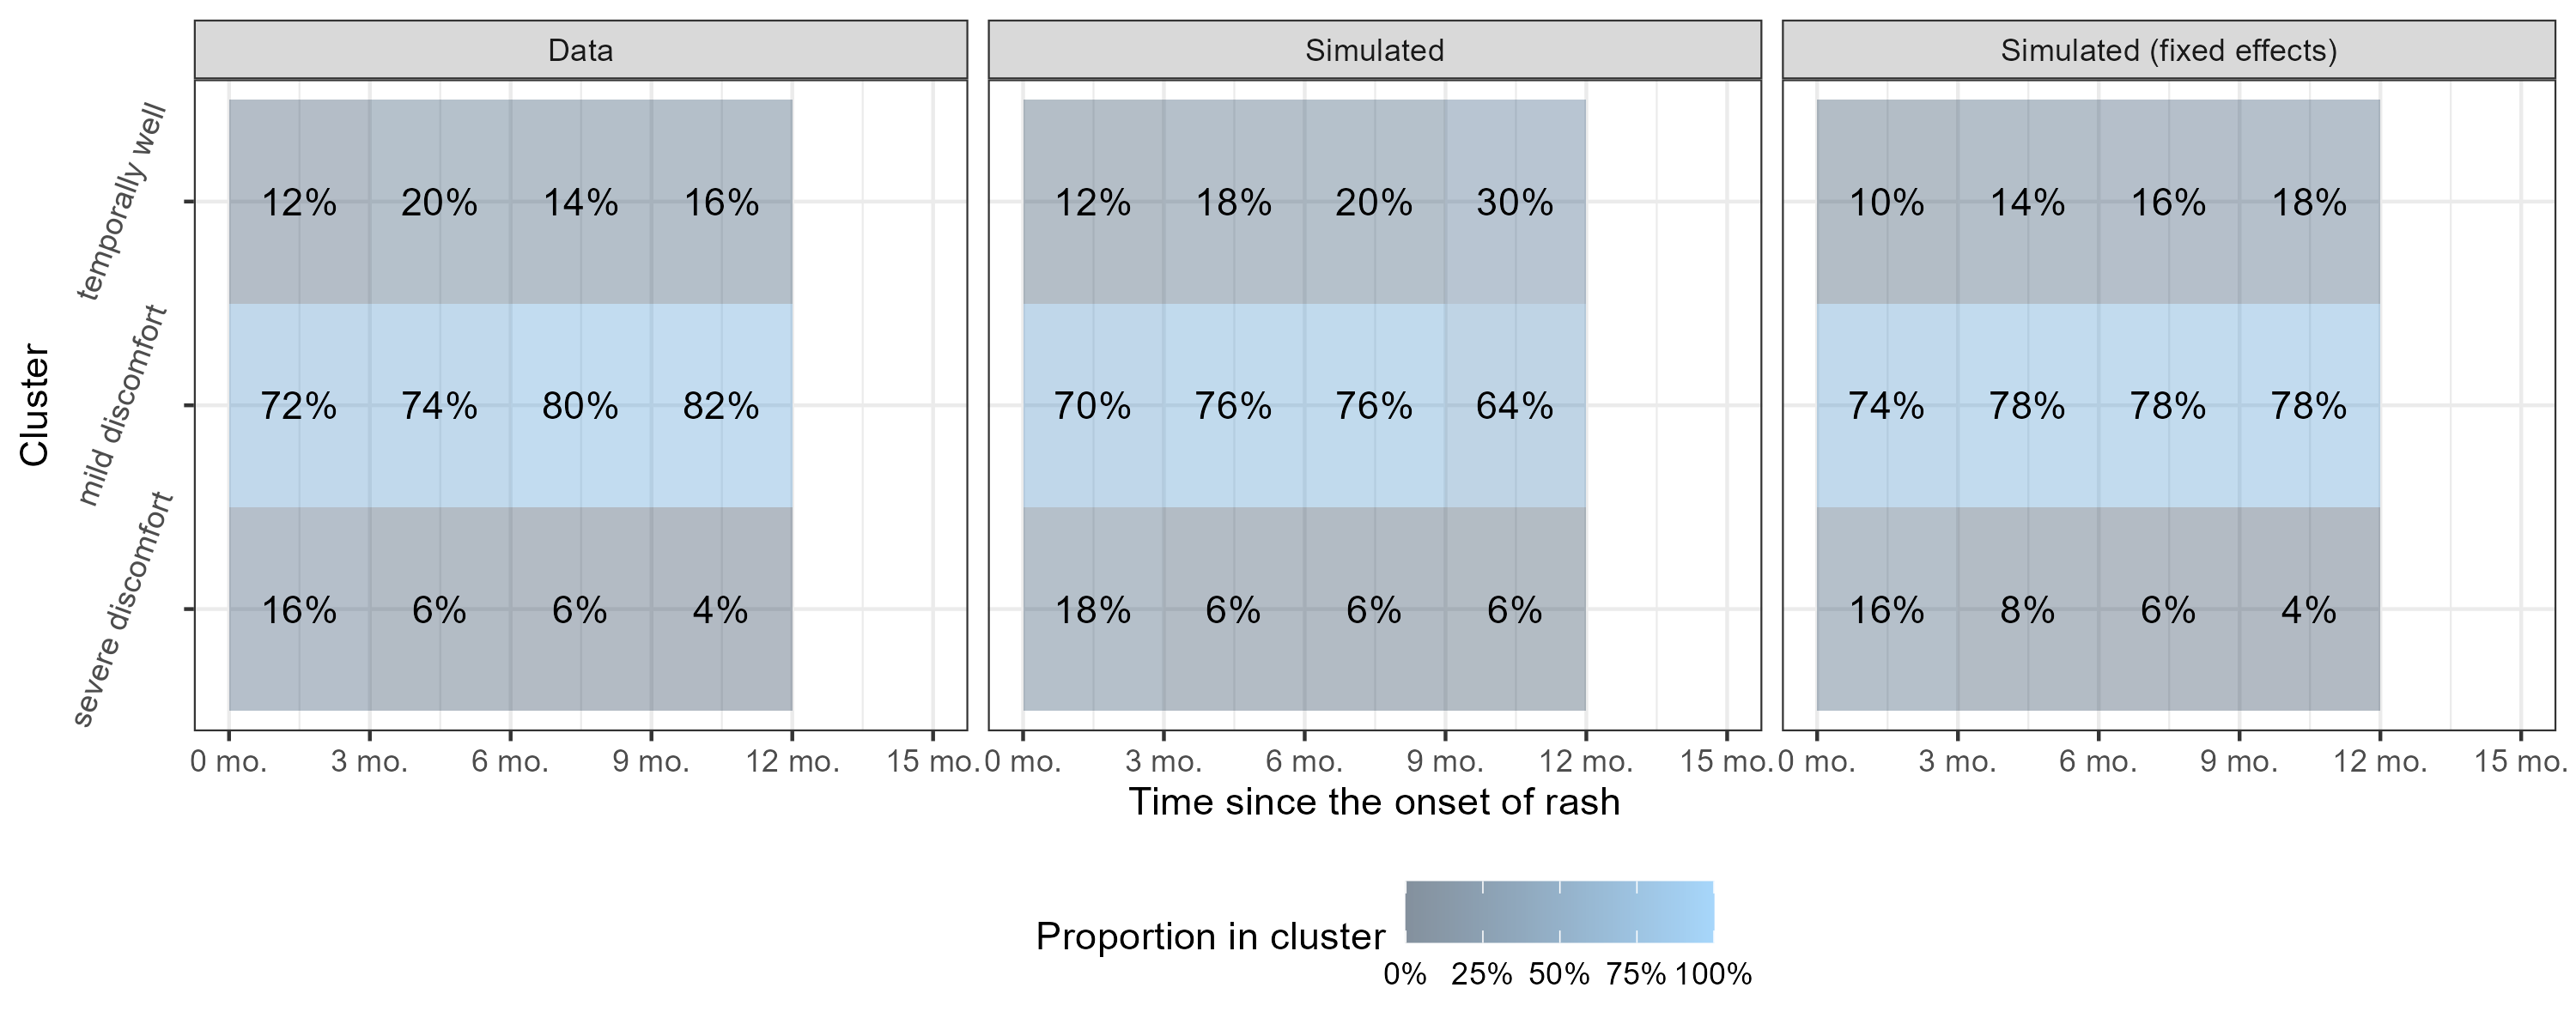 Data Simulated Simulated (fixed effects)
Cluster
temporally well
12% 20% 14% 16% 12% 18% 20% 30% 10% 14% 16% 18%
mild discomfort
72% 74% 80% 82% 70% 76% 76% 64% 74% 78% 78% 78%
severe discomfort
16% 6% 6% 4% 18% 6% 6% 6% 16% 8% 6% 4%
0 mo. 3 mo. 6 mo. 9 mo. 12 mo. 15 mo. 0 mo. 3 mo. 6 mo. 9 mo. 12 mo. 15 mo. 0 mo. 3 mo. 6 mo. 9 mo. 12 mo. 15 mo.
Time since the onset of rash
Proportion in cluster
0% 25% 50% 75% 100%